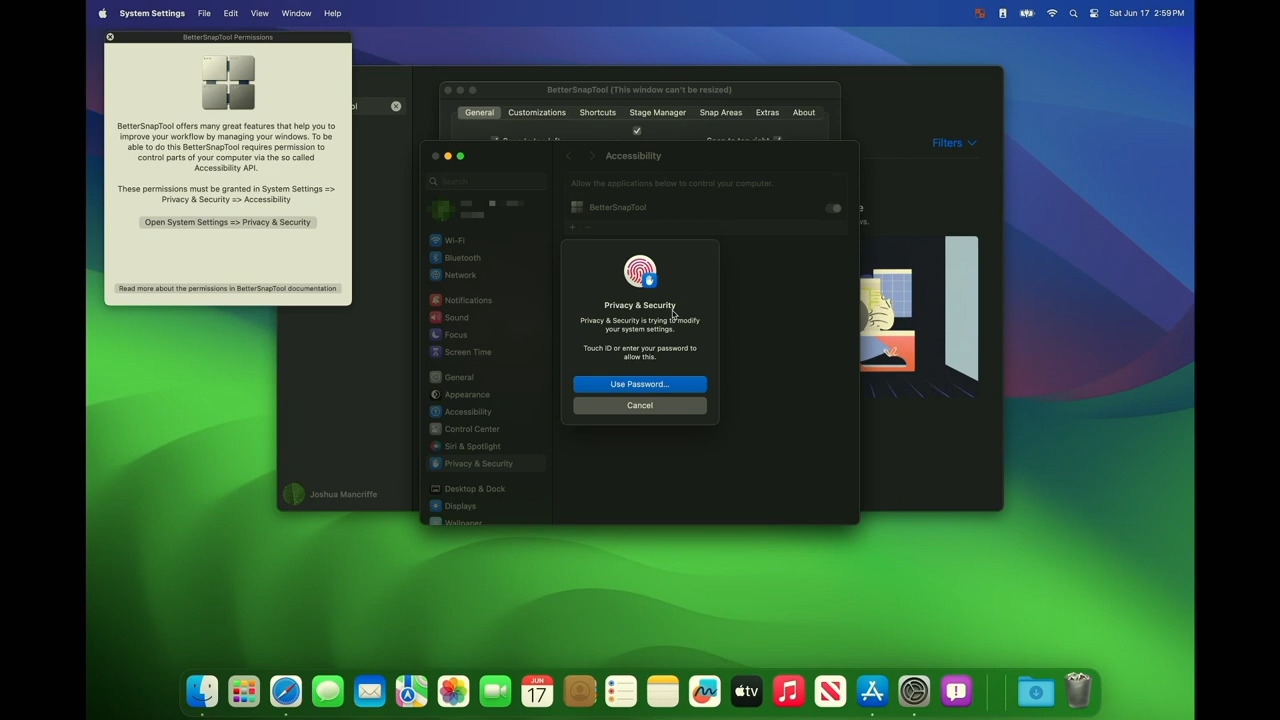 System Settings File Edit View Window Help
Sat Jun 17 2:59 PM
BetterSnapTool Permissions
BetterSnapTool offers many great features that help you to
improve your workflow by managing your windows. To be
able to do this BetterSnapTool requires permission to
control parts of your computer via the so called
Accessibility API.
These permissions must be granted in System Settings =>
Privacy & Security => Accessibility
Open System Settings => Privacy & Security
Read more about the permissions in BetterSnapTool documentation
BetterSnapTool (This window can't be resized)
General Customizations Shortcuts Stage Manager Snap Areas Extras About
Filters
Accessibility
Search
Allow the applications below to control your computer.
BetterSnapTool
Wi-Fi
Bluetooth
Network
Notifications
Sound
Focus
Screen Time
General
Appearance
Accessibility
Control Center
Siri & Spotlight
Privacy & Security
Desktop & Dock
Displays
Wallpaper
Privacy & Security
Privacy & Security is trying to modify
your system settings.
Touch ID or enter your password to
allow this.
Use Password...
Cancel
Joshua Mancriffe
JUN
17
tv